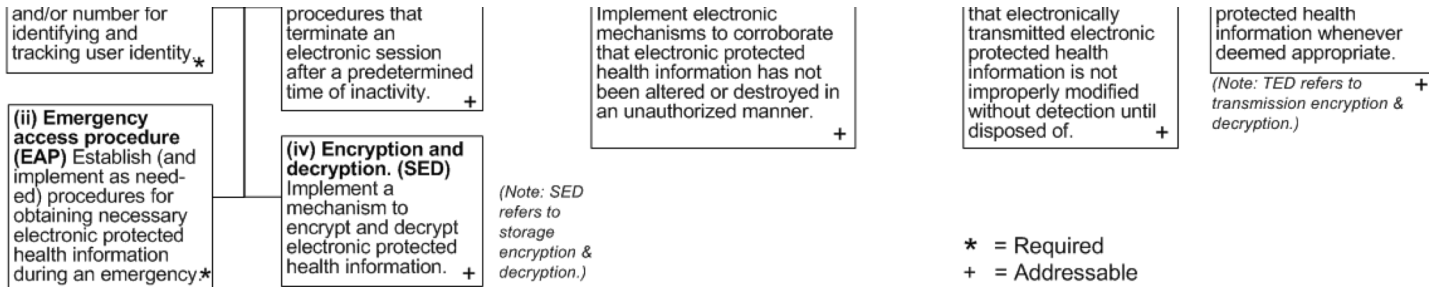 and/or number for
identifying and
tracking user identity *
(ii) Emergency
access procedure
(EAP) Establish (and
implement as need-
ed) procedures for
obtaining necessary
electronic protected
health information
during an emergency.*
procedures that
terminate an
electronic session
after a predetermined
time of inactivity. +
(iv) Encryption and
decryption. (SED)
Implement a
mechanism to
encrypt and decrypt
electronic protected
health information. +
(Note: SED
refers to
storage
encryption &
decryption.)
Implement electronic
mechanisms to corroborate
that electronic protected
health information has not
been altered or destroyed in
an unauthorized manner. +
that electronically
transmitted electronic
protected health
information is not
improperly modified
without detection until
disposed of. +
protected health
information whenever
deemed appropriate. +
(Note: TED refers to
transmission encryption &
decryption.)
* = Required
+ = Addressable